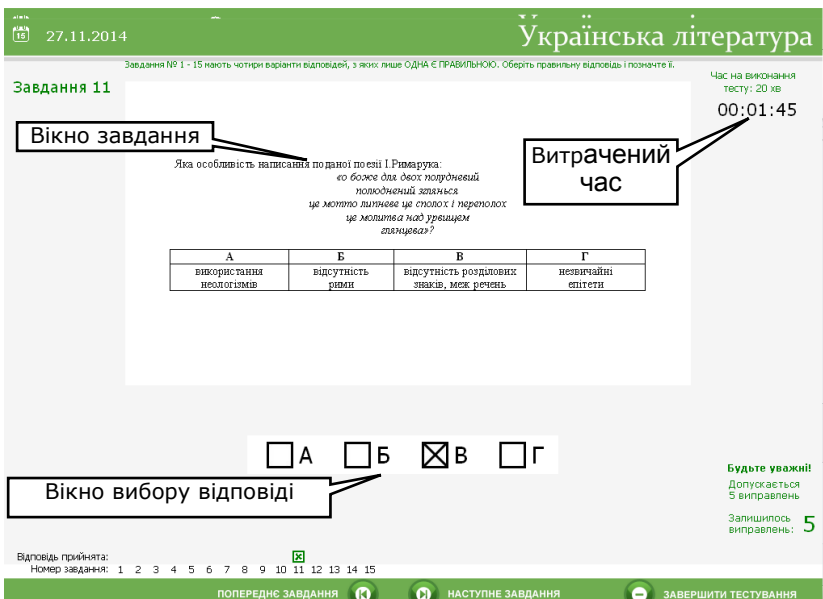 15 27.11.2014
Українська література
Завдання № 1 - 15 мають чотири варіанти відповідей, з яких лише ОДНА Є ПРАВИЛЬНОЮ. Оберіть правильну відповідь і позначте її.
Завдання 11
Час на виконання
тесту: 20 хв
00:01:45
Вікно завдання
Витрачений
час
Яка особливість написання поданої поезії І.Римарука:
«о боже для двох полудневий
полюднений зглянься
це мотто липневе це сполох і переполох
це молитва над урвищем
глянцева»?
А Б В Г
використання відсутність відсутність розділових незвичайні
неологізмів рими знаків, меж речень епітети
А Б В Г
Вікно вибору відповіді
Будьте уважні!
Допускається
5 виправлень
Залишилось
виправлень: 5
Відповідь прийнята:
Номер завдання: 1 2 3 4 5 6 7 8 9 10 11 12 13 14 15
ПОПЕРЕДНЄ ЗАВДАННЯ НАСТУПНЕ ЗАВДАННЯ ЗАВЕРШИТИ ТЕСТУВАННЯ